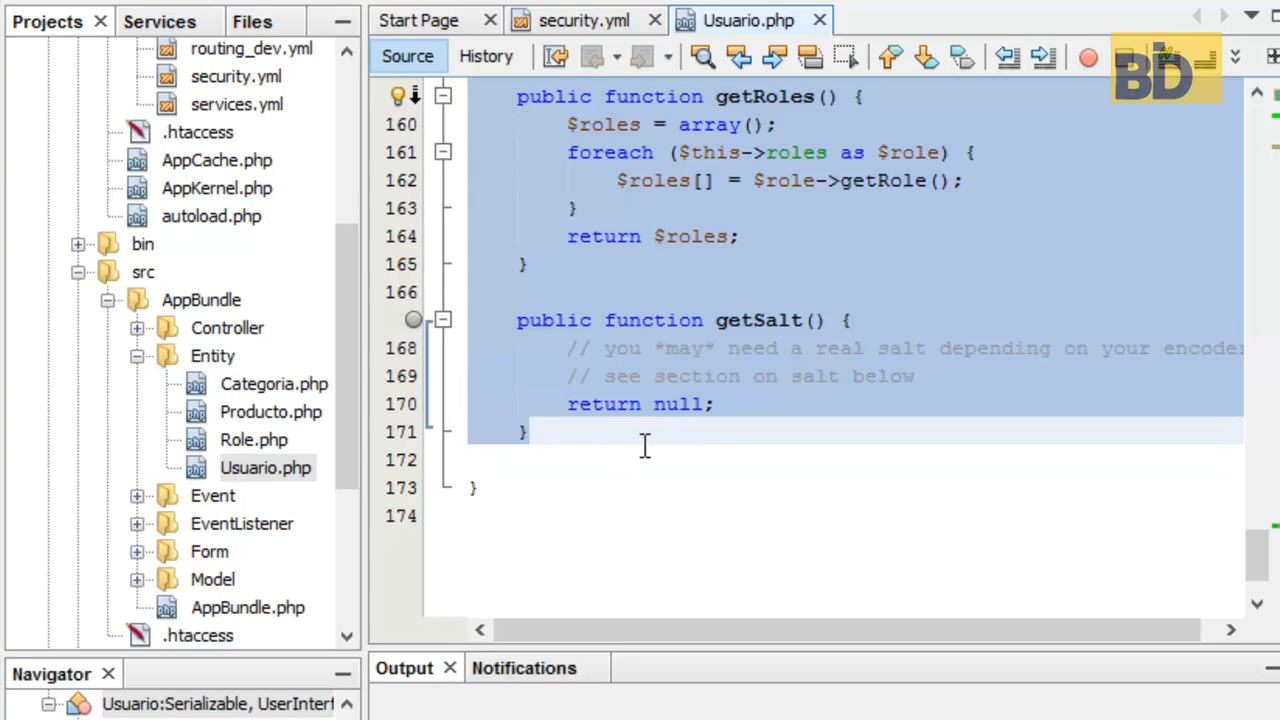 Projects
Services
Files
Start Page
security.yml
Usuario.php
Source
History
BD
routing_dev.yml
security.yml
services.yml
.htaccess
AppCache.php
AppKernel.php
autoload.php
bin
src
AppBundle
Controller
Entity
Categoria.php
Producto.php
Role.php
Usuario.php
Event
EventListener
Form
Model
AppBundle.php
.htaccess
public function getRoles() {
160 $roles = array();
161 foreach ($this->roles as $role) {
162 $roles[] = $role->getRole();
163 }
164 return $roles;
165 }
166
public function getSalt() {
168 // you *may* need a real salt depending on your encoder
169 // see section on salt below
170 return null;
171 }
172
173 }
174
Navigator
Usuario:Serializable, UserInterf
Output
Notifications